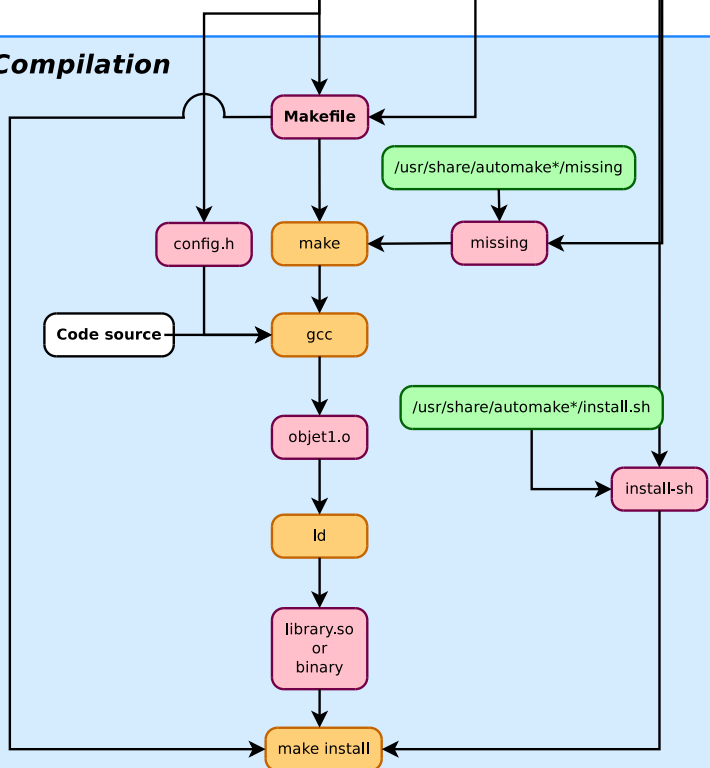 Compilation
Makefile
/usr/share/automake*/missing
config.h
make
missing
Code source
gcc
/usr/share/automake*/install.sh
objet1.o
install-sh
ld
library.so
or
binary
make install